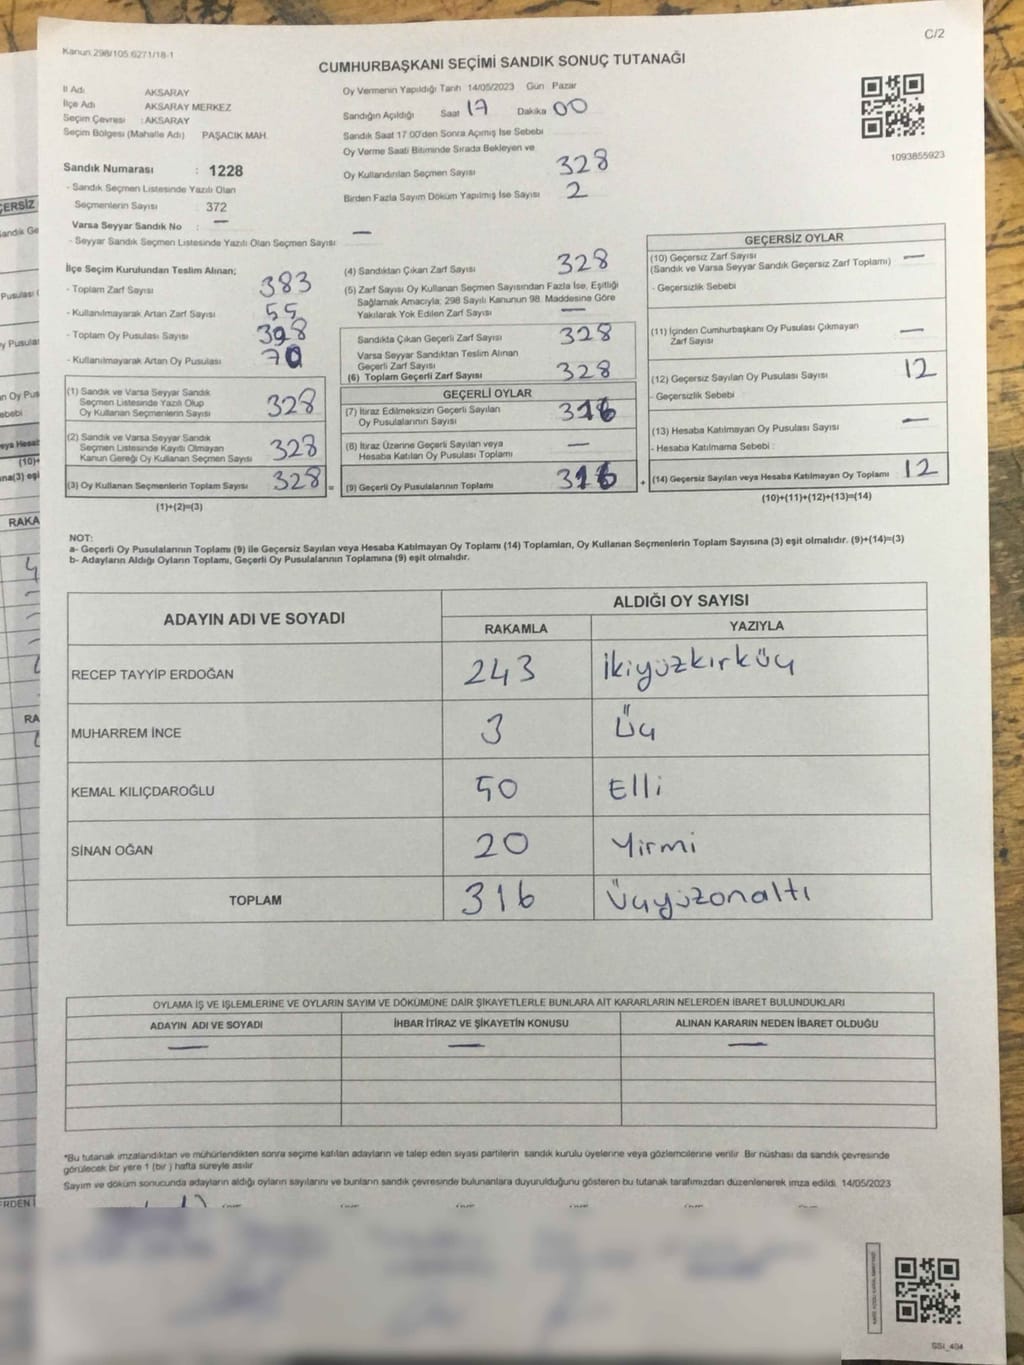 C/2
Kanun:298/105.6271/18-1
CUMHURBAŞKANI SEÇİMİ SANDIK SONUÇ TUTANAĞI
İl Adı AKSARAY
İlçe Adı AKSARAY MERKEZ
Seçim Çevresi : AKSARAY
Seçim Bölgesi (Mahalle Adı) PAŞACIK MAH.
Oy Vermenin Yapıldığı Tarih 14/05/2023 Gün Pazar
Sandığın Açıldığı Saat 17 Dakika 00
Sandık Saat 17:00'den Sonra Açımış İse Sebebi
Oy Verme Saati Bitiminde Sırada Bekleyen ve
Oy Kullandırılan Seçmen Sayısı 328
Birden Fazla Sayım Döküm Yapılmış İse Sayısı 2
1093855923
Sandık Numarası : 1228
- Sandık Seçmen Listesinde Yazılı Olan
Seçmenlerin Sayısı 372
Varsa Seyyar Sandık No : —
- Seyyar Sandık Seçmen Listesinde Yazılı Olan Seçmen Sayısı —
İlçe Seçim Kurulundan Teslim Alınan;
- Toplam Zarf Sayısı 383
- Kullanılmayarak Artan Zarf Sayısı 55
- Toplam Oy Pusulası Sayısı 398
- Kullanılmayarak Artan Oy Pusulası 70
(1) Sandık ve Varsa Seyyar Sandık
Seçmen Listesinde Yazılı Olup
Oy Kullanan Seçmenlerin Sayısı 328
(2) Sandık ve Varsa Seyyar Sandık
Seçmen Listesinde Kayıtlı Olmayan
Kanun Gereği Oy Kullanan Seçmen Sayısı 328
(3) Oy Kullanan Seçmenlerin Toplam Sayısı 328 =
(1)+(2)=(3)
(4) Sandıktan Çıkan Zarf Sayısı 328
(5) Zarf Sayısı Oy Kullanan Seçmen Sayısından Fazla İse, Eşitliği
Sağlamak Amacıyla; 298 Sayılı Kanunun 98. Maddesine Göre
Yakılarak Yok Edilen Zarf Sayısı —
Sandıkta Çıkan Geçerli Zarf Sayısı 328
Varsa Seyyar Sandıktan Teslim Alınan
Geçerli Zarf Sayısı
(6) Toplam Geçerli Zarf Sayısı 328
GEÇERLİ OYLAR
(7) İtiraz Edilmeksizin Geçerli Sayılan
Oy Pusulalarının Sayısı 316
(8) İtiraz Üzerine Geçerli Sayılan veya
Hesaba Katılan Oy Pusulası Toplamı —
(9) Geçerli Oy Pusulalarının Toplamı 316 +
GEÇERSİZ OYLAR
(10) Geçersiz Zarf Sayısı —
(Sandık ve Varsa Seyyar Sandık Geçersiz Zarf Toplamı)
- Geçersizlik Sebebi
(11) İçinden Cumhurbaşkanı Oy Pusulası Çıkmayan
Zarf Sayısı —
(12) Geçersiz Sayılan Oy Pusulası Sayısı 12
- Geçersizlik Sebebi
(13) Hesaba Katılmayan Oy Pusulası Sayısı —
- Hesaba Katılmama Sebebi :
(14) Geçersiz Sayılan veya Hesaba Katılmayan Oy Toplamı 12
(10)+(11)+(12)+(13)=(14)
NOT:
a- Geçerli Oy Pusulalarının Toplamı (9) ile Geçersiz Sayılan veya Hesaba Katılmayan Oy Toplamı (14) Toplamları, Oy Kullanan Seçmenlerin Toplam Sayısına (3) eşit olmalıdır. (9)+(14)=(3)
b- Adayların Aldığı Oyların Toplamı, Geçerli Oy Pusulalarının Toplamına (9) eşit olmalıdır.
ADAYIN ADI VE SOYADI ALDIĞI OY SAYISI
RAKAMLA YAZIYLA
RECEP TAYYİP ERDOĞAN 243 İkiyüzkırküç
MUHARREM İNCE 3 Üç
KEMAL KILIÇDAROĞLU 50 Elli
SİNAN OĞAN 20 Yirmi
TOPLAM 316 Üçyüzonaltı
OYLAMA İŞ VE İŞLEMLERİNE VE OYLARIN SAYIM VE DÖKÜMÜNE DAİR ŞİKAYETLERLE BUNLARA AİT KARARLARIN NELERDEN İBARET BULUNDUKLARI
ADAYIN ADI VE SOYADI İHBAR İTİRAZ VE ŞİKAYETİN KONUSU ALINAN KARARIN NEDEN İBARET OLDUĞU
— — —
*Bu tutanak imzalandıktan ve mühürlendikten sonra seçime katılan adayların ve talep eden siyasi partilerin sandık kurulu üyelerine veya gözlemcilerine verilir. Bir nüshası da sandık çevresinde
görülecek bir yere 1 (bir ) hafta süreyle asılır
Sayım ve döküm sonucunda adayların aldığı oyların sayılarını ve bunların sandık çevresinde bulunanlara duyurulduğunu gösteren bu tutanak tarafımızdan düzenlenerek imza edildi. 14/05/2023